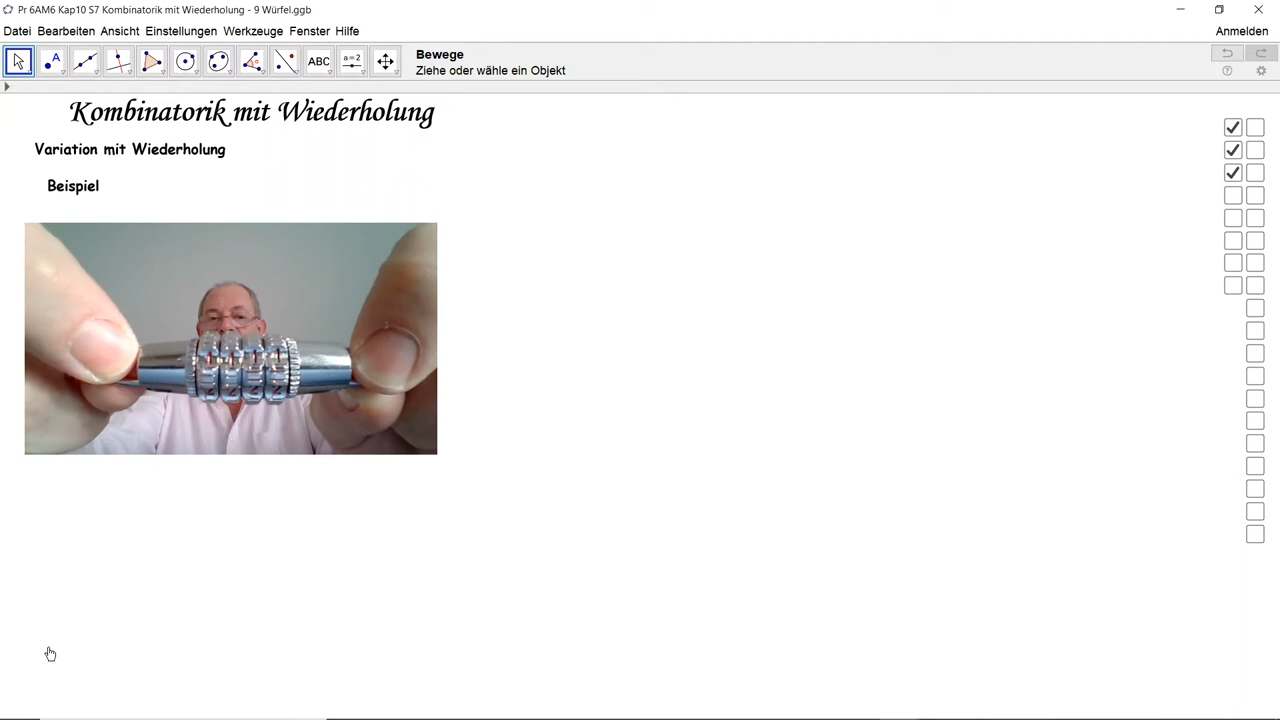 Pr 6AM6 Kap10 S7 Kombinatorik mit Wiederholung - 9 Würfel.ggb
Datei Bearbeiten Ansicht Einstellungen Werkzeuge Fenster Hilfe
Anmelden
A
ABC
a=2
Bewege
Ziehe oder wähle ein Objekt
Kombinatorik mit Wiederholung
Variation mit Wiederholung
Beispiel